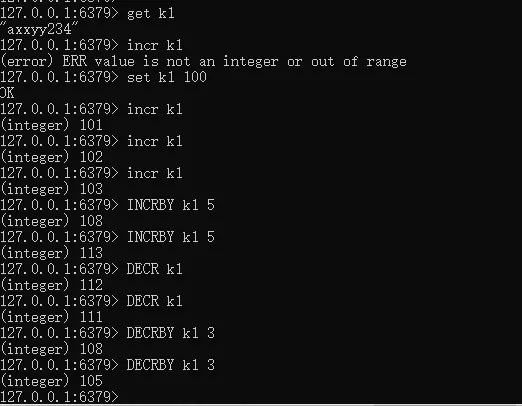 127.0.0.1:6379> get k1
"axxyy234"
127.0.0.1:6379> incr k1
(error) ERR value is not an integer or out of range
127.0.0.1:6379> set k1 100
OK
127.0.0.1:6379> incr k1
(integer) 101
127.0.0.1:6379> incr k1
(integer) 102
127.0.0.1:6379> incr k1
(integer) 103
127.0.0.1:6379> INCRBY k1 5
(integer) 108
127.0.0.1:6379> INCRBY k1 5
(integer) 113
127.0.0.1:6379> DECR k1
(integer) 112
127.0.0.1:6379> DECR k1
(integer) 111
127.0.0.1:6379> DECRBY k1 3
(integer) 108
127.0.0.1:6379> DECRBY k1 3
(integer) 105
127.0.0.1:6379>